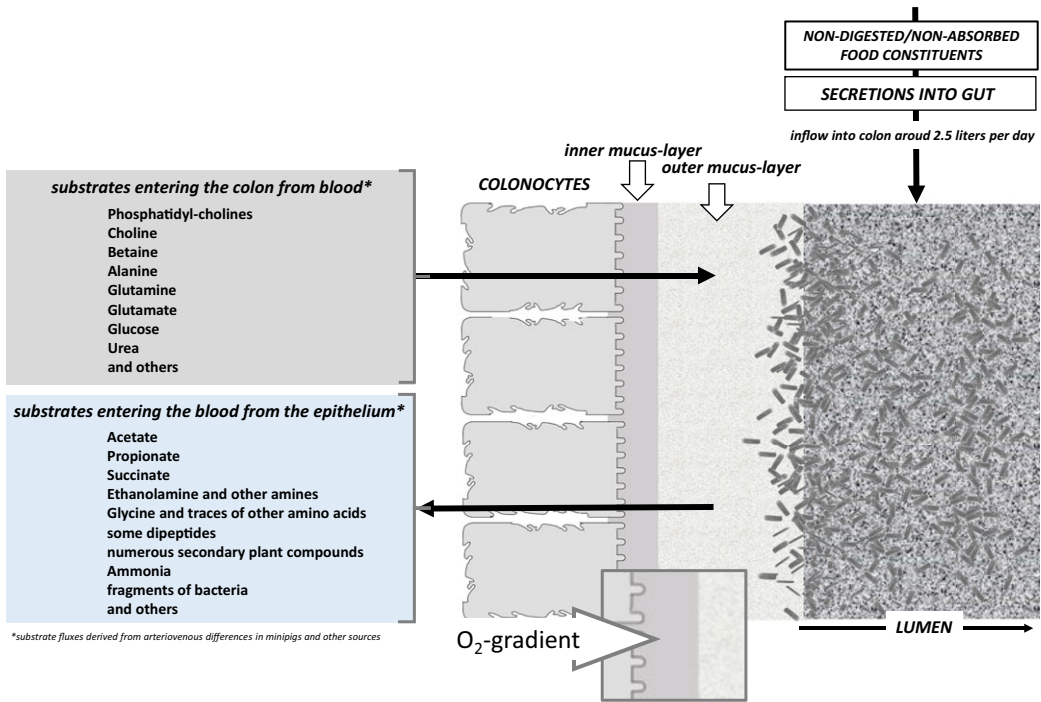 NON-DIGESTED/NON-ABSORBED
FOOD CONSTITUENTS
SECRETIONS INTO GUT
inflow into colon aroud 2.5 liters per day
inner mucus-layer
outer mucus-layer
COLONOCYTES
substrates entering the colon from blood*
Phosphatidyl-cholines
Choline
Betaine
Alanine
Glutamine
Glutamate
Glucose
Urea
and others
substrates entering the blood from the epithelium*
Acetate
Propionate
Succinate
Ethanolamine and other amines
Glycine and traces of other amino acids
some dipeptides
numerous secondary plant compounds
Ammonia
fragments of bacteria
and others
*substrate fluxes derived from arteriovenous differences in minipigs and other sources
O₂-gradient
LUMEN